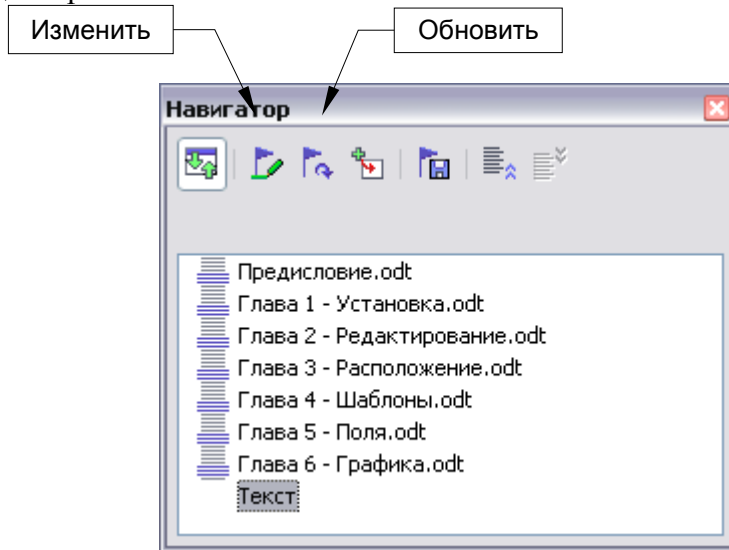 Изменить
Обновить
Навигатор
Предисловие.odt
Глава 1 - Установка.odt
Глава 2 - Редактирование.odt
Глава 3 - Расположение.odt
Глава 4 - Шаблоны.odt
Глава 5 - Поля.odt
Глава 6 - Графика.odt
Текст